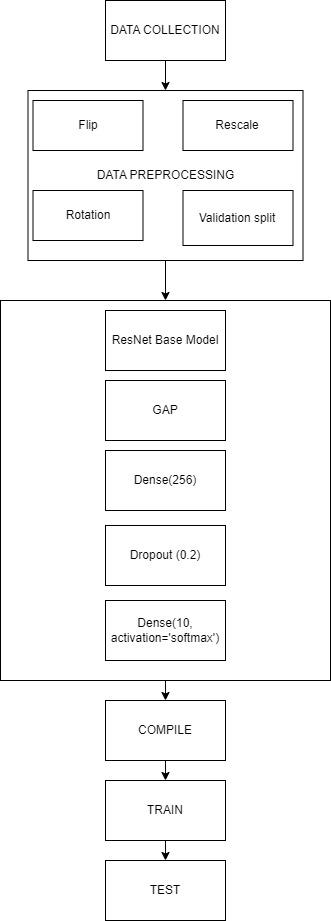 DATA COLLECTION
Flip
Rescale
DATA PREPROCESSING
Rotation
Validation split
ResNet Base Model
GAP
Dense(256)
Dropout (0.2)
Dense(10,
activation='softmax')
COMPILE
TRAIN
TEST